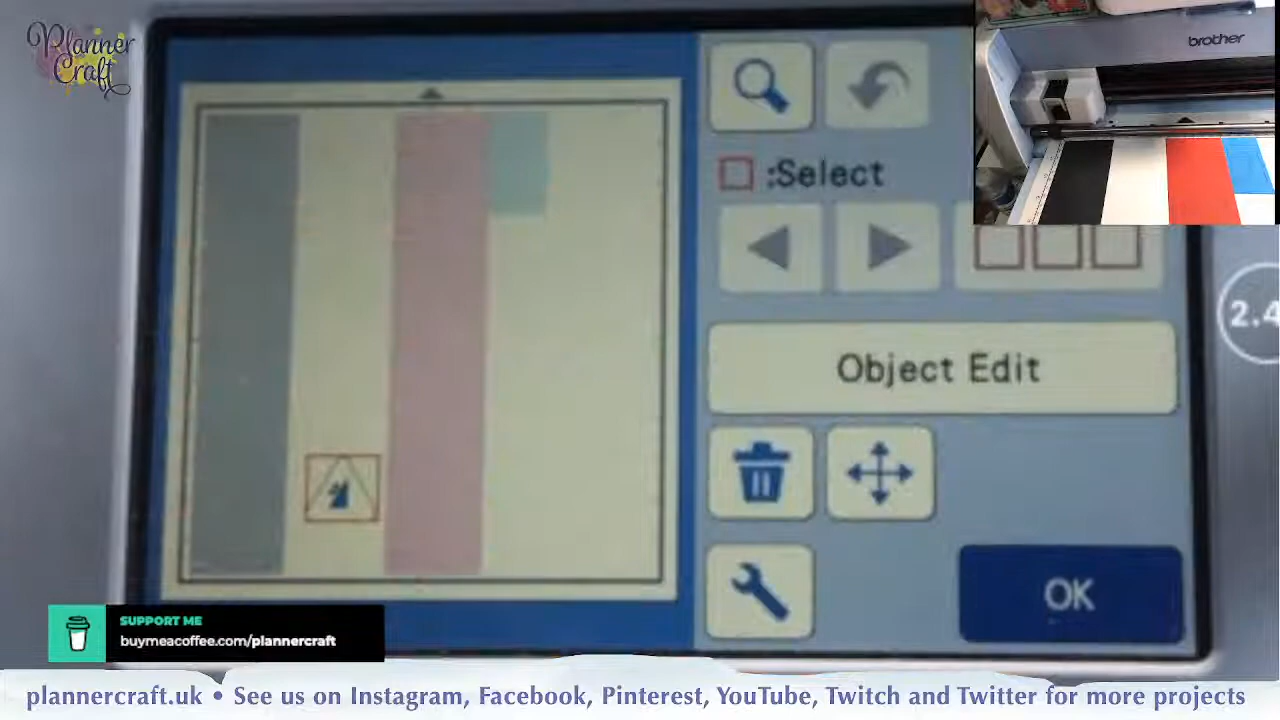 Planner
Craft
brother
:Select
2.4
Object Edit
OK
SUPPORT ME
buymeacoffee.com/plannercraft
plannercraft.uk • See us on Instagram, Facebook, Pinterest, YouTube, Twitch and Twitter for more projects